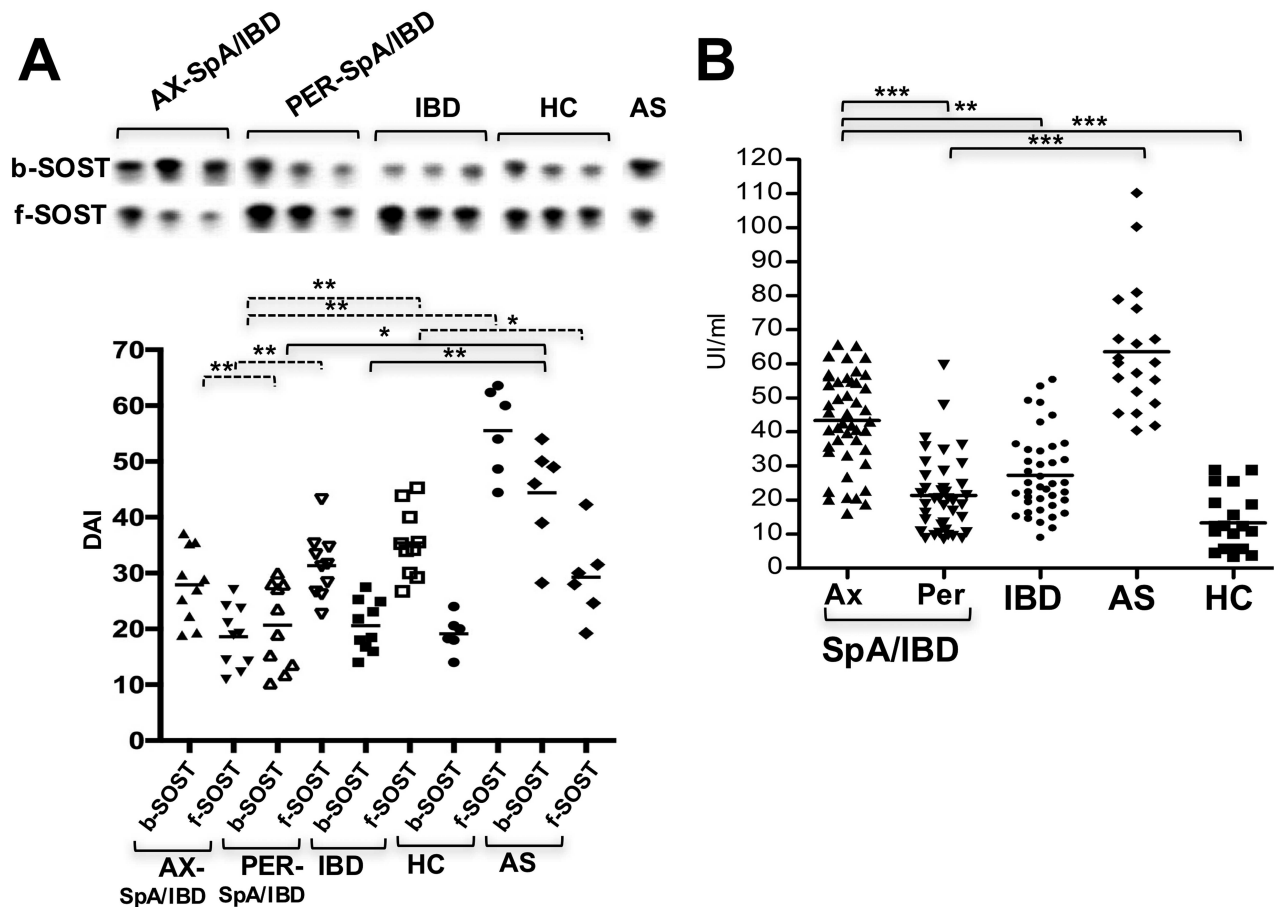 A
AX-SpA/IBD
PER-SpA/IBD
IBD
HC
AS
b-SOST
f-SOST
**
**
*
*
**
**
**
DAI
70
60
50
40
30
20
10
0
b-SOST
f-SOST
b-SOST
f-SOST
b-SOST
f-SOST
b-SOST
f-SOST
b-SOST
f-SOST
AX-
SpA/IBD
PER-
SpA/IBD
IBD
HC
AS
B
***
**
***
***
UI/ml
120
110
100
90
80
70
60
50
40
30
20
10
0
Ax
Per
IBD
AS
HC
SpA/IBD